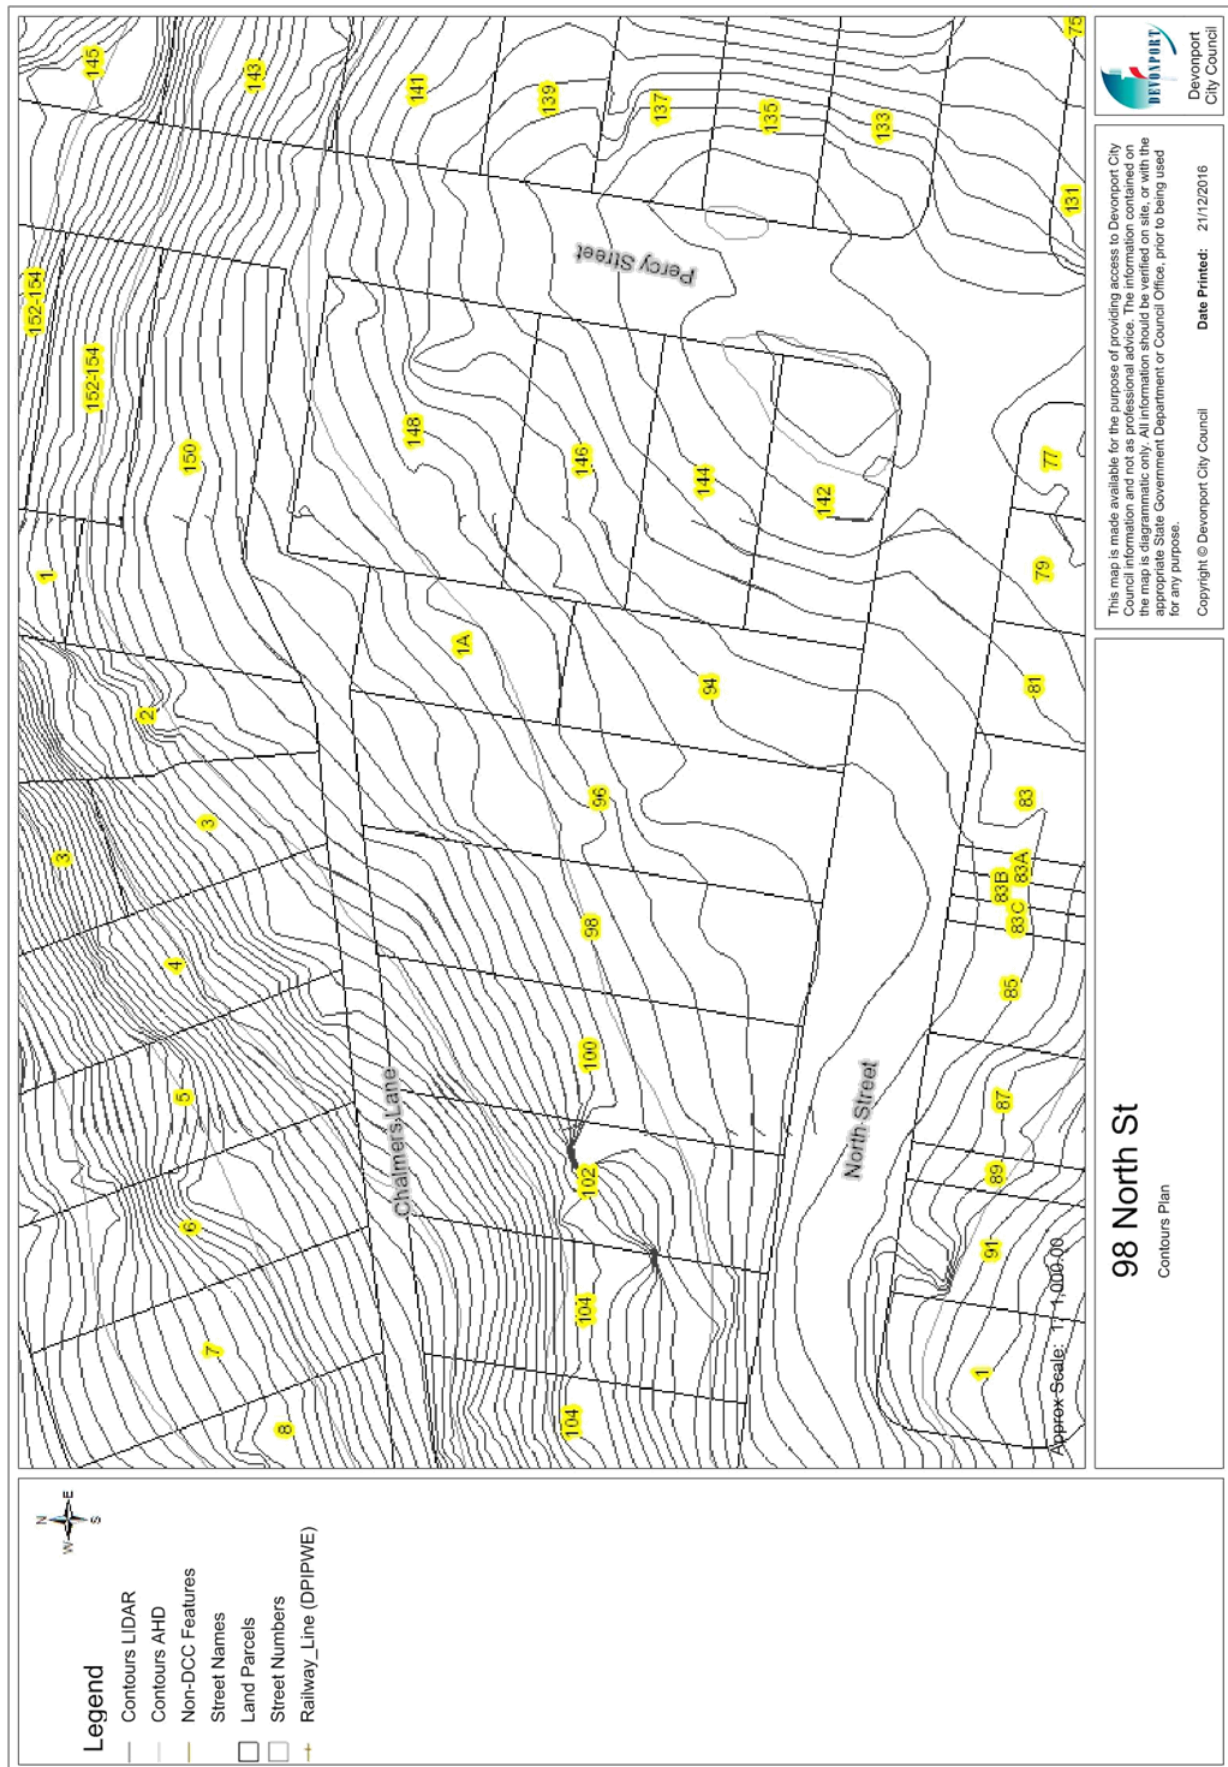 Legend
Contours LIDAR
Contours AHD
Non-DCC Features
Street Names
Land Parcels
Street Numbers
Railway_Line (DPIPWE)
N
W
E
S
8
7
6
5
4
3
3
2
1
152-154
152-154
150
145
143
141
139
137
135
133
131
75
148
146
144
142
1A
94
96
98
100
102
104
104
Chalmers Lane
Percy Street
North Street
1
91
89
87
85
83C
83B
83A
83
81
79
77
Approx Scale: 1: 1,000.00
98 North St
Contours Plan
This map is made available for the purpose of providing access to Devonport City
Council information and not as professional advice. The information contained on
the map is diagrammatic only. All information should be verified on site, or with the
appropriate State Government Department or Council Office, prior to being used
for any purpose.
Copyright © Devonport City Council
Date Printed: 21/12/2016
DEVONPORT
Devonport
City Council